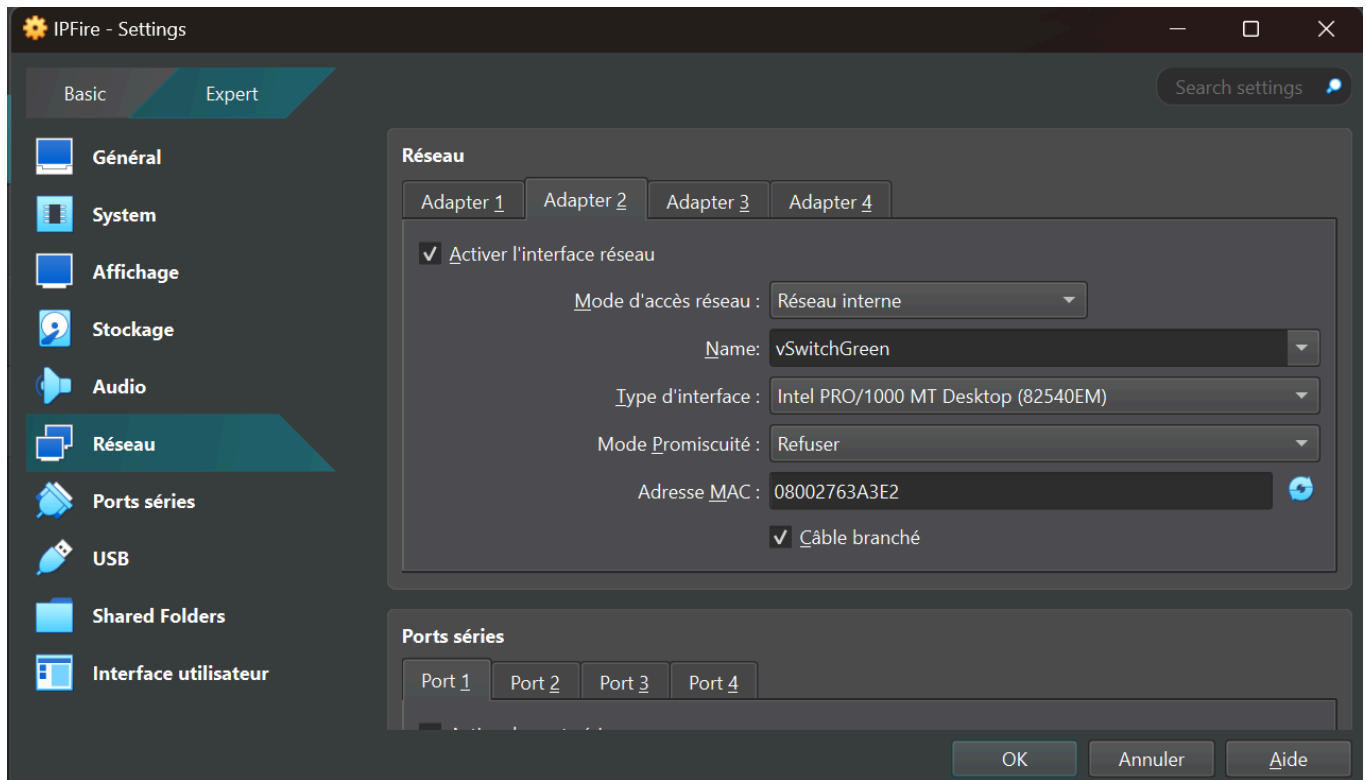 IPFire - Settings
Basic
Expert
Search settings
Général
System
Affichage
Stockage
Audio
Réseau
Ports séries
USB
Shared Folders
Interface utilisateur
Réseau
Adapter 1
Adapter 2
Adapter 3
Adapter 4
Activer l'interface réseau
Mode d'accès réseau : Réseau interne
Name: vSwitchGreen
Type d'interface : Intel PRO/1000 MT Desktop (82540EM)
Mode Promiscuité : Refuser
Adresse MAC : 08002763A3E2
Câble branché
Ports séries
Port 1
Port 2
Port 3
Port 4
OK
Annuler
Aide